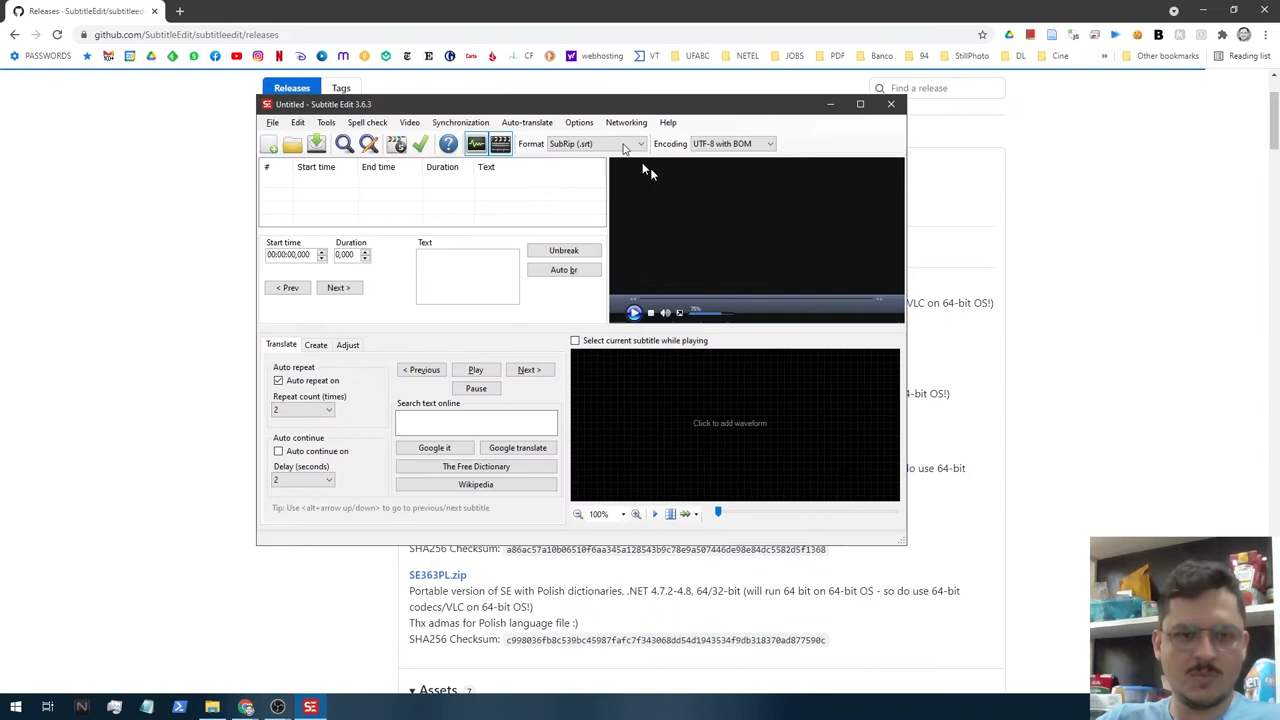 Releases · SubtitleEdit/subtitleedit
github.com/SubtitleEdit/subtitleedit/releases
PASSWORDS
CF
webhosting
VT
UFABC
NETEL
JOBS
PDF
Banco
94
StillPhoto
DL
Cine
Other bookmarks
Reading list
Releases
Tags
Find a release
Untitled - Subtitle Edit 3.6.3
File Edit Tools Spell check Video Synchronization Auto-translate Options Networking Help
Format SubRip (.srt) Encoding UTF-8 with BOM
# Start time End time Duration Text
Start time Duration Text
00:00:00,000 0,000
Unbreak
Auto br
< Prev Next >
75%
Translate Create Adjust
Select current subtitle while playing
Auto repeat
Auto repeat on
Repeat count (times)
2
Auto continue
Auto continue on
Delay (seconds)
2
< Previous Play Next >
Pause
Search text online
Google it Google translate
The Free Dictionary
Wikipedia
Tip: Use <alt+arrow up/down> to go to previous/next subtitle
Click to add waveform
100%
VLC on 64-bit OS!)
4-bit OS!)
do use 64-bit
SHA256 Checksum: a86ac57a10b06510f6aa345a128543b9c78e9a507446de98e84dc5582d5f1368
SE363PL.zip
Portable version of SE with Polish dictionaries, .NET 4.7.2-4.8, 64/32-bit (will run 64 bit on 64-bit OS - so do use 64-bit
codecs/VLC on 64-bit OS!)
Thx admas for Polish language file :)
SHA256 Checksum: c998036fb8c539bc45987fafc7f343068dd54d1943534f9db318370ad877590c
Assets 7